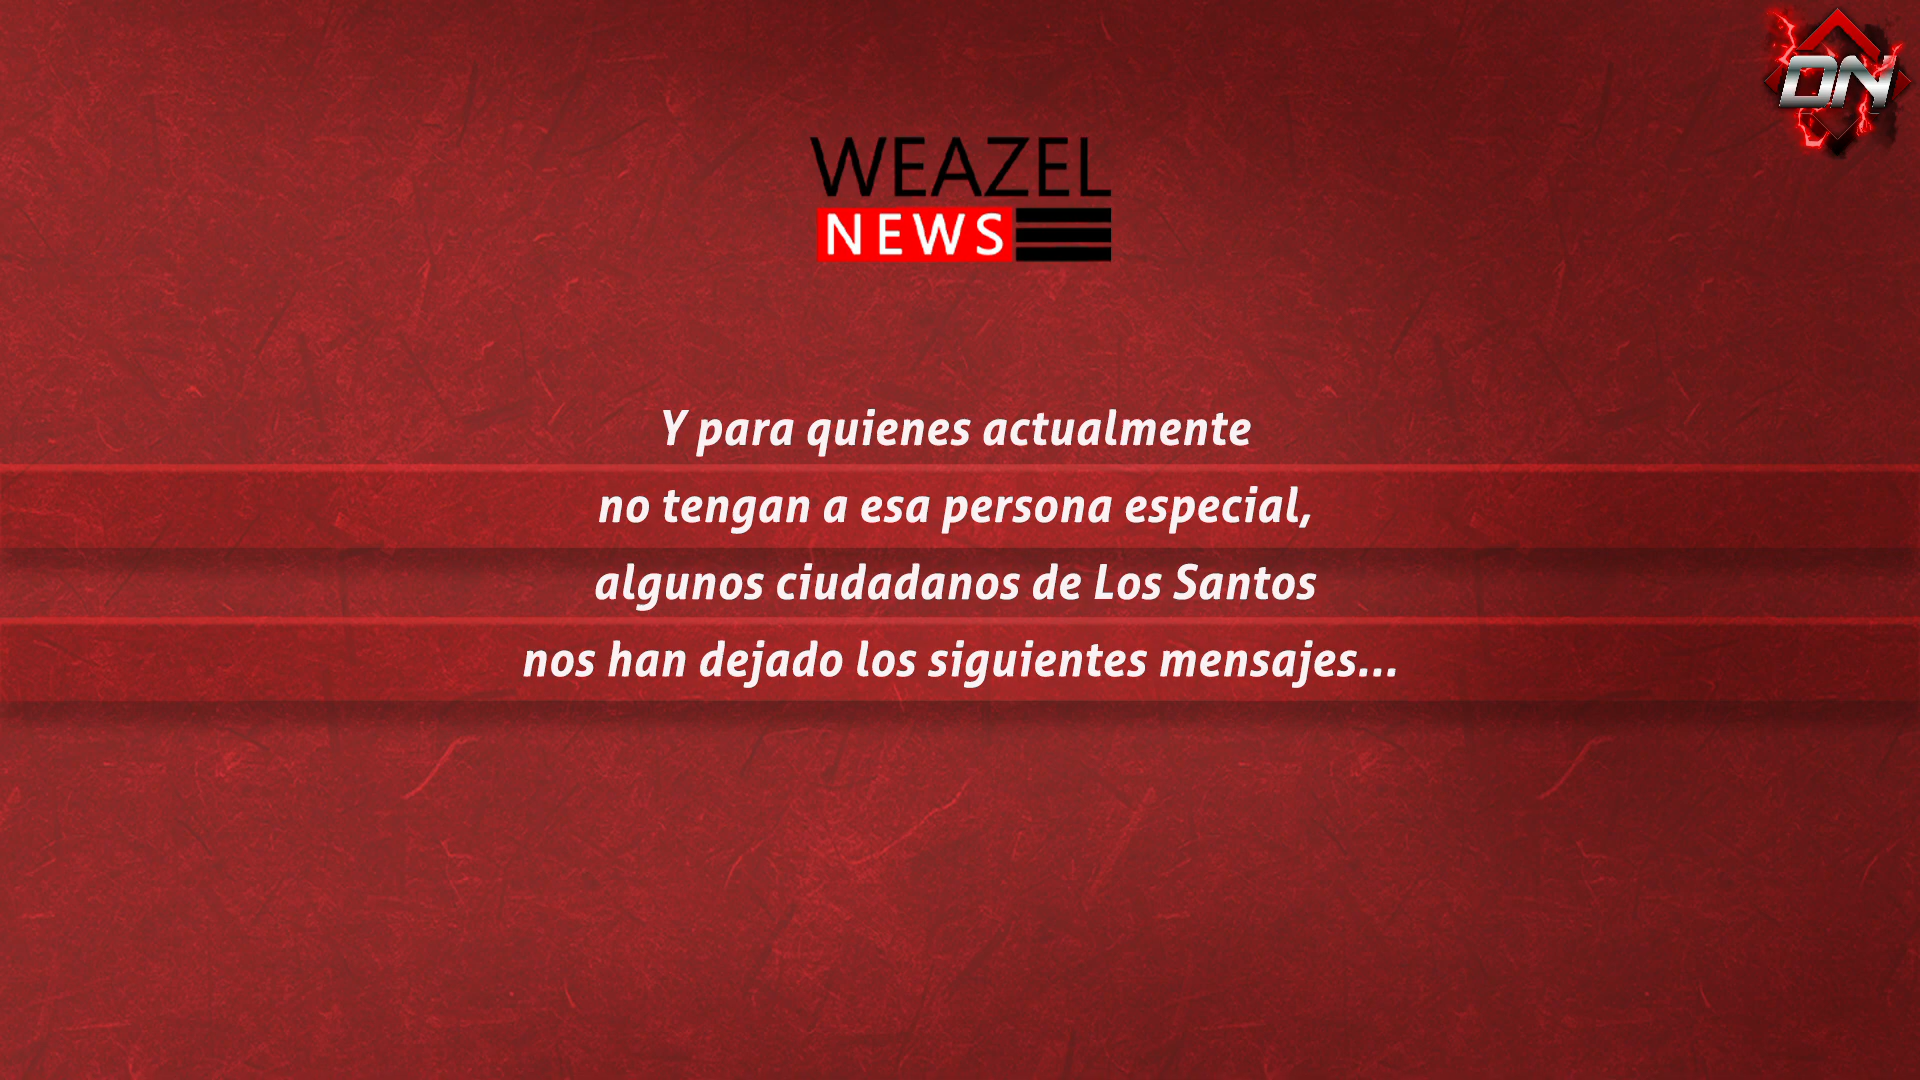 DN
WEAZEL
NEWS
Y para quienes actualmente
no tengan a esa persona especial,
algunos ciudadanos de Los Santos
nos han dejado los siguientes mensajes...